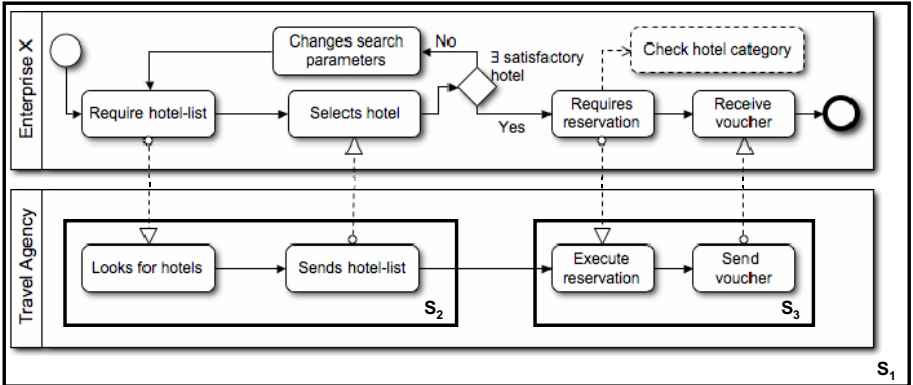 Enterprise X
Changes search
parameters
No
∃ satisfactory
hotel
Check hotel category
Require hotel-list
Selects hotel
Yes
Requires
reservation
Receive
voucher
Travel Agency
Looks for hotels
Sends hotel-list
Execute
reservation
Send
voucher
S₂
S₃
S₁